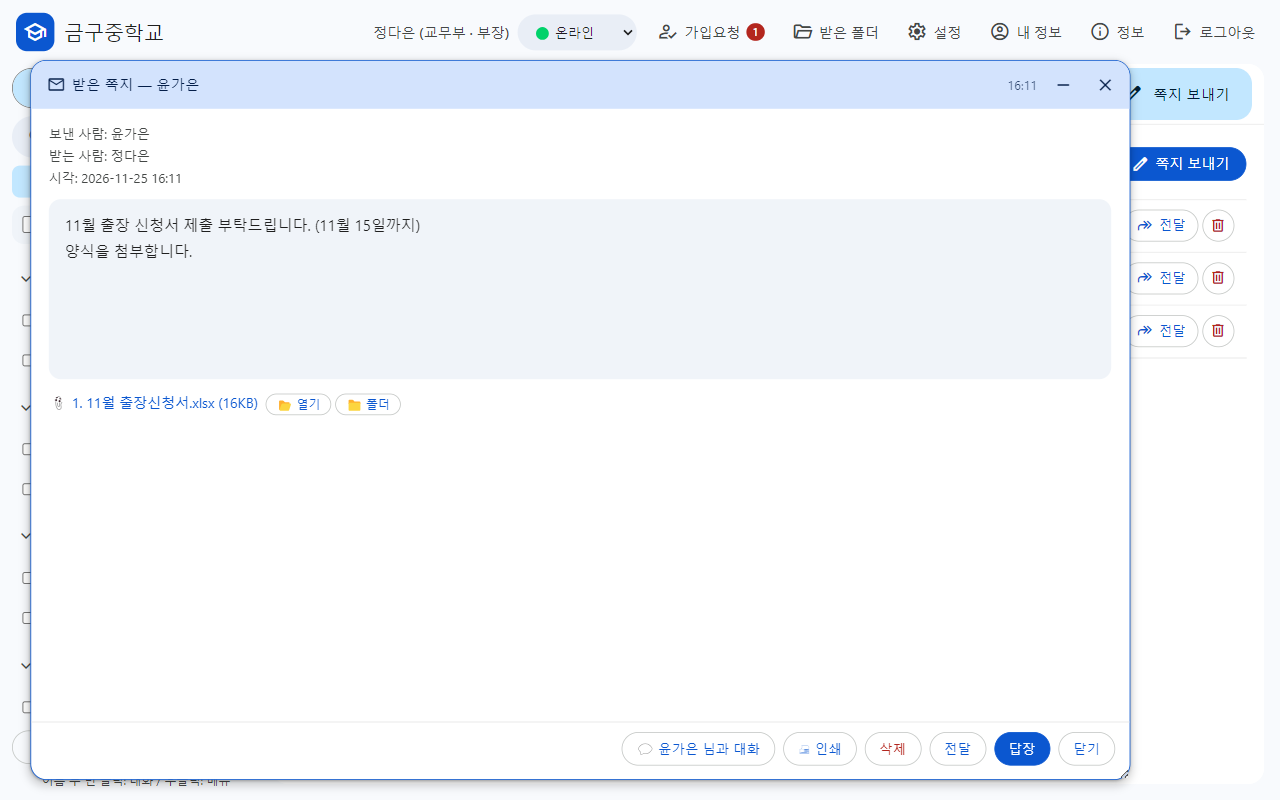 금구중학교
정다은 (교무부 · 부장)
온라인
가입요청 1
받은 폴더
설정
내 정보
정보
로그아웃
받은 쪽지 — 윤가은
16:11
쪽지 보내기
보낸 사람: 윤가은
받는 사람: 정다은
시각: 2026-11-25 16:11
쪽지 보내기
11월 출장 신청서 제출 부탁드립니다. (11월 15일까지)
양식을 첨부합니다.
전달
전달
전달
1. 11월 출장신청서.xlsx (16KB)
열기
폴더
윤가은 님과 대화
인쇄
삭제
전달
답장
닫기